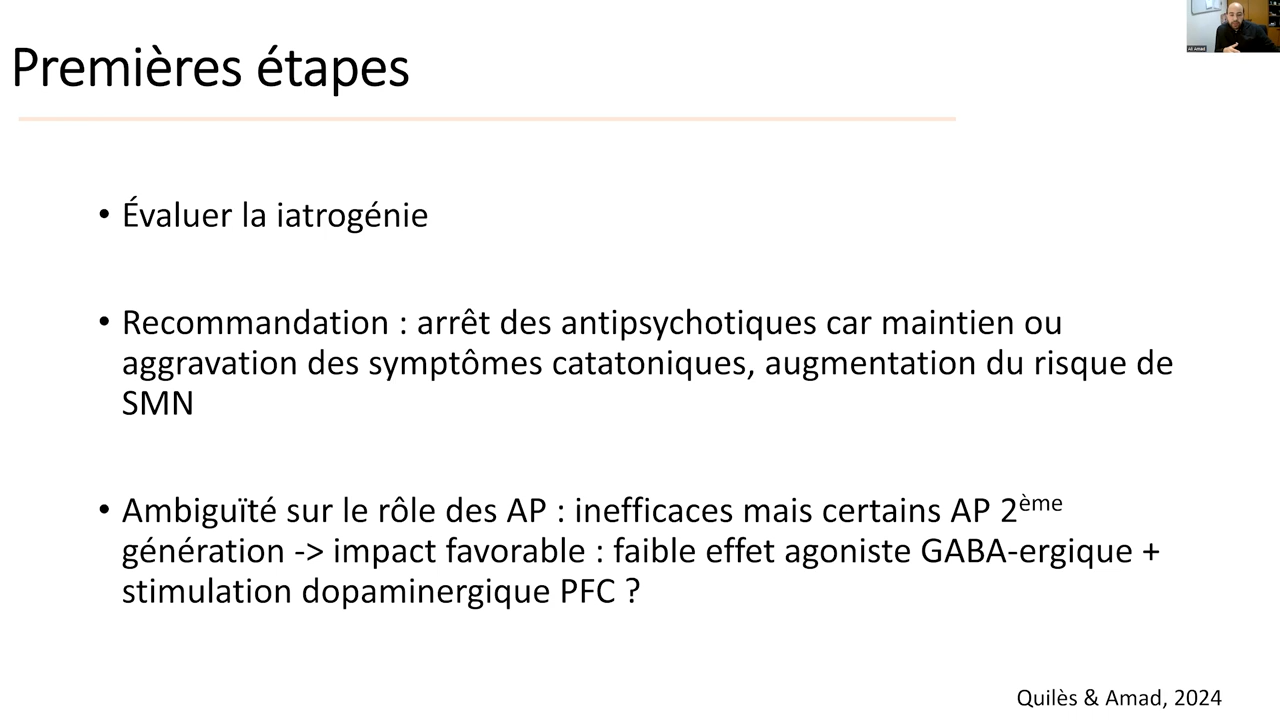 Premières étapes
Ali Amad
• Évaluer la iatrogénie
• Recommandation : arrêt des antipsychotiques car maintien ou
aggravation des symptômes catatoniques, augmentation du risque de
SMN
• Ambiguïté sur le rôle des AP : inefficaces mais certains AP 2ème
génération -> impact favorable : faible effet agoniste GABA-ergique +
stimulation dopaminergique PFC ?
Quilès & Amad, 2024